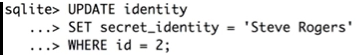 sqlite> UPDATE identity
...> SET secret_identity = 'Steve Rogers'
...> WHERE id = 2;